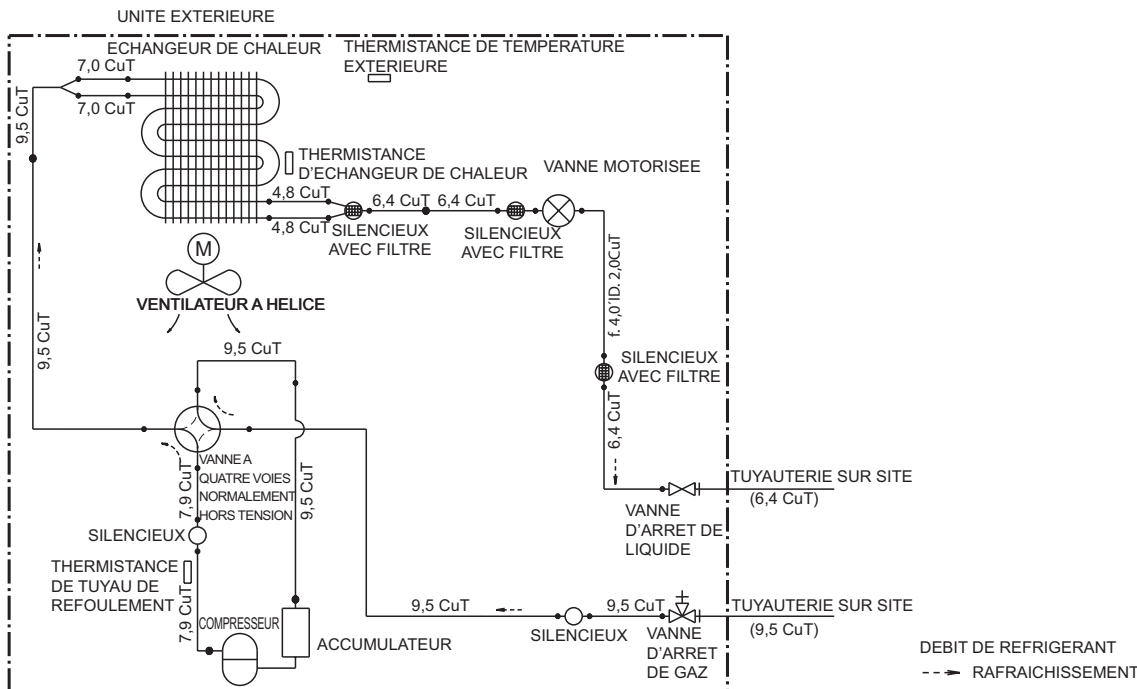 UNITE EXTERIEURE
ECHANGEUR DE CHALEUR
THERMISTANCE DE TEMPERATURE
EXTERIEURE
7,0 CuT
7,0 CuT
9,5 CuT
THERMISTANCE
D'ECHANGEUR DE CHALEUR
VANNE MOTORISEE
4,8 CuT
4,8 CuT
6,4 CuT
6,4 CuT
SILENCIEUX
AVEC FILTRE
SILENCIEUX
AVEC FILTRE
M
VENTILATEUR A HELICE
f. 4,0´ID. 2,0CuT
9,5 CuT
9,5 CuT
SILENCIEUX
AVEC FILTRE
6,4 CuT
VANNE A
QUATRE VOIES
NORMALEMENT
HORS TENSION
7,9 CuT
9,5 CuT
TUYAUTERIE SUR SITE
(6,4 CuT)
VANNE
D'ARRET DE
LIQUIDE
SILENCIEUX
THERMISTANCE
DE TUYAU DE
REFOULEMENT
7,9 CuT
COMPRESSEUR
ACCUMULATEUR
9,5 CuT
9,5 CuT
SILENCIEUX
VANNE
D'ARRET
DE GAZ
TUYAUTERIE SUR SITE
(9,5 CuT)
DEBIT DE REFRIGERANT
RAFRAICHISSEMENT